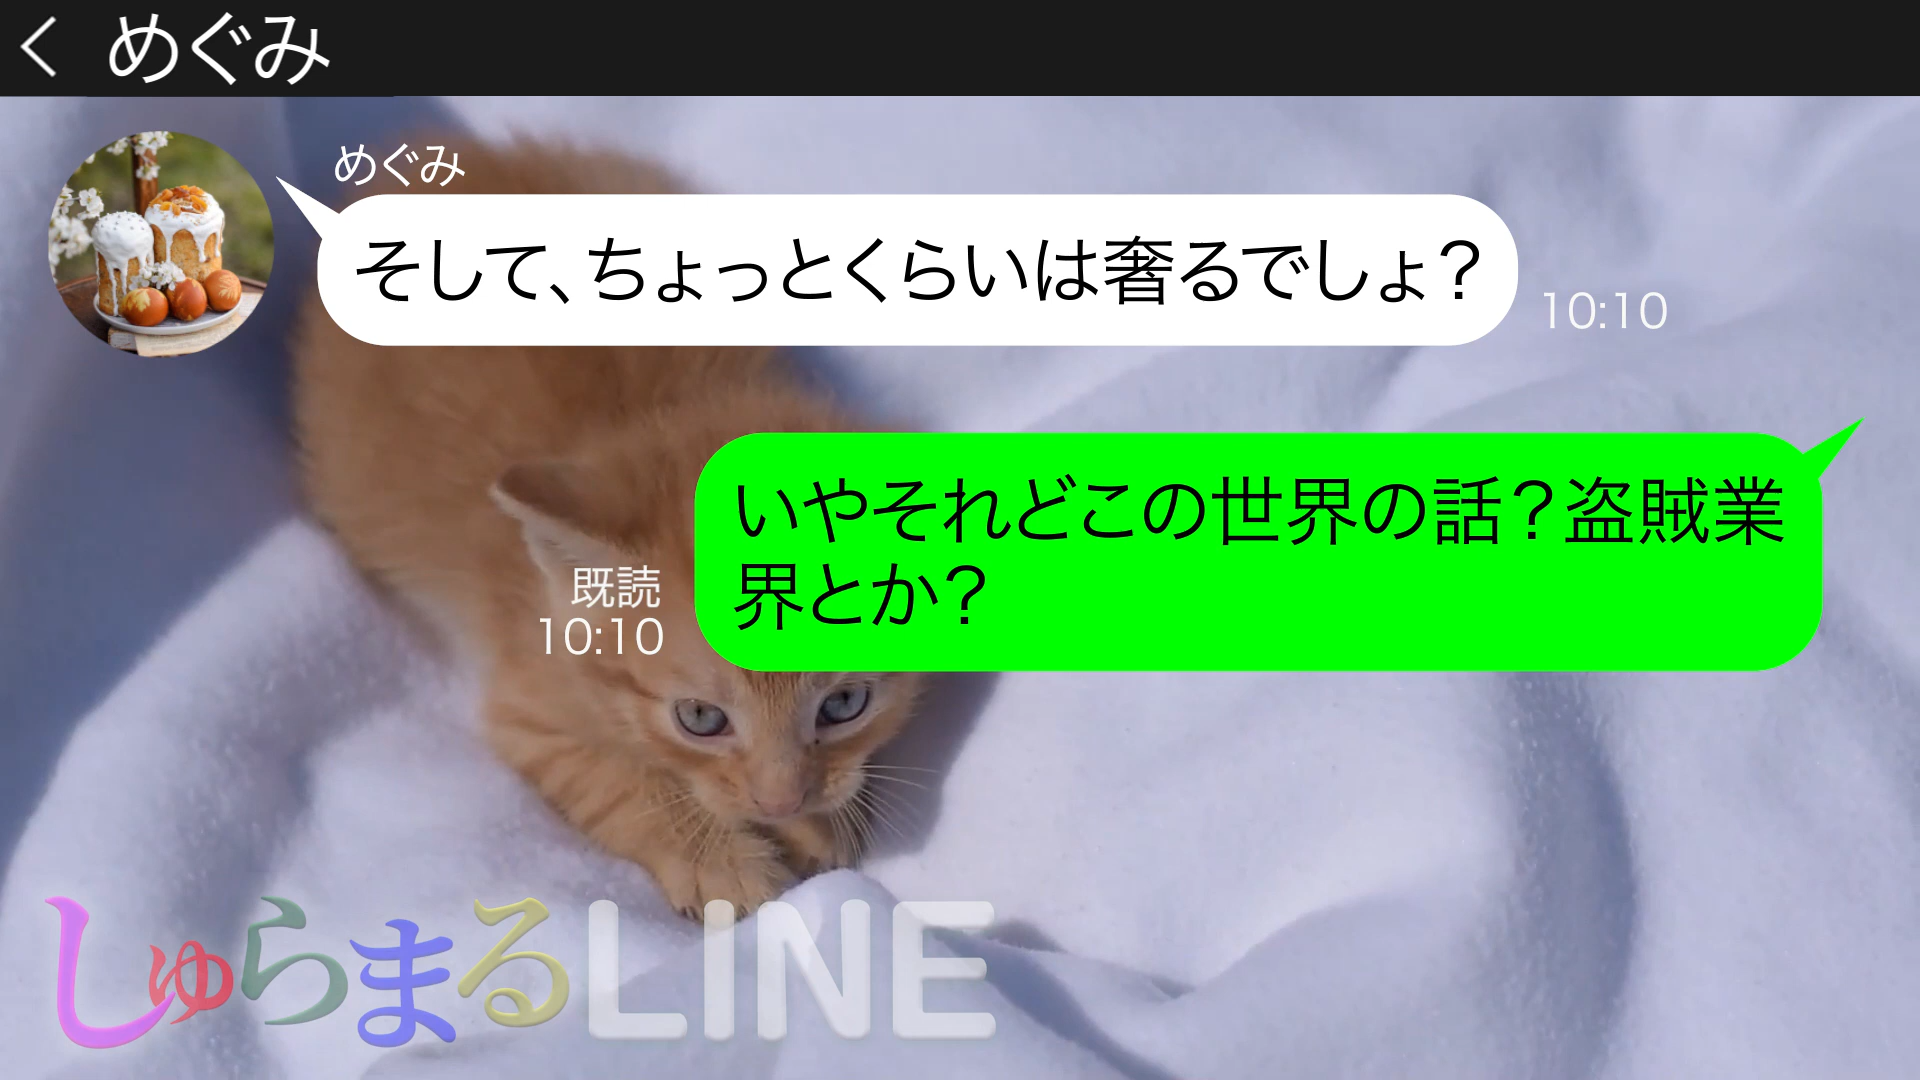 めぐみ
めぐみ
そして、ちょっとくらいは奢るでしょ？
10:10
いやそれどこの世界の話？盗賊業
界とか？
既読
10:10
しゅらまるLINE